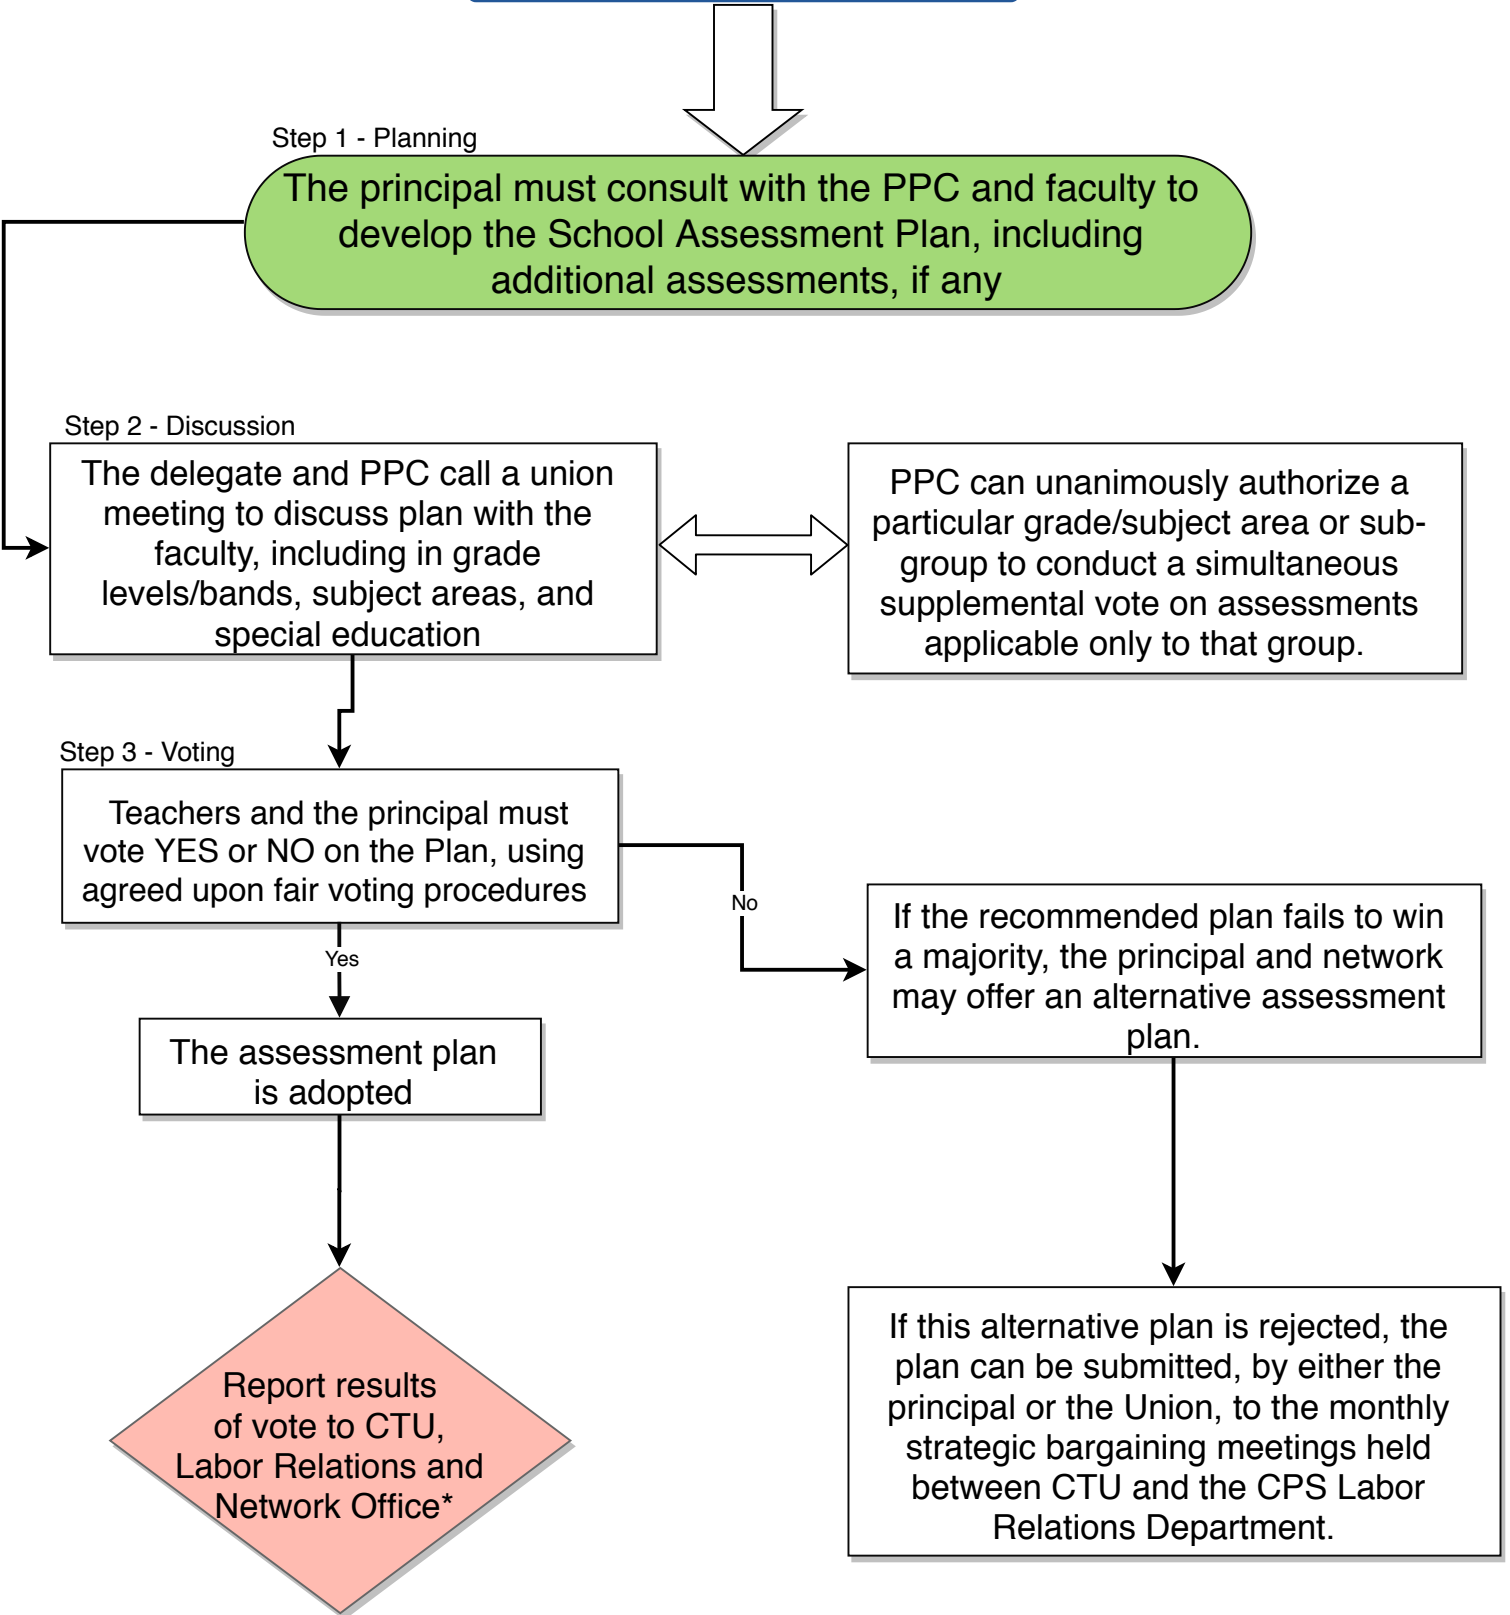 Step 1 - Planning
The principal must consult with the PPC and faculty to
develop the School Assessment Plan, including
additional assessments, if any
Step 2 - Discussion
The delegate and PPC call a union
meeting to discuss plan with the
faculty, including in grade
levels/bands, subject areas, and
special education
PPC can unanimously authorize a
particular grade/subject area or sub-
group to conduct a simultaneous
supplemental vote on assessments
applicable only to that group.
Step 3 - Voting
Teachers and the principal must
vote YES or NO on the Plan, using
agreed upon fair voting procedures
No
If the recommended plan fails to win
a majority, the principal and network
may offer an alternative assessment
plan.
Yes
The assessment plan
is adopted
Report results
of vote to CTU,
Labor Relations and
Network Office*
If this alternative plan is rejected, the
plan can be submitted, by either the
principal or the Union, to the monthly
strategic bargaining meetings held
between CTU and the CPS Labor
Relations Department.